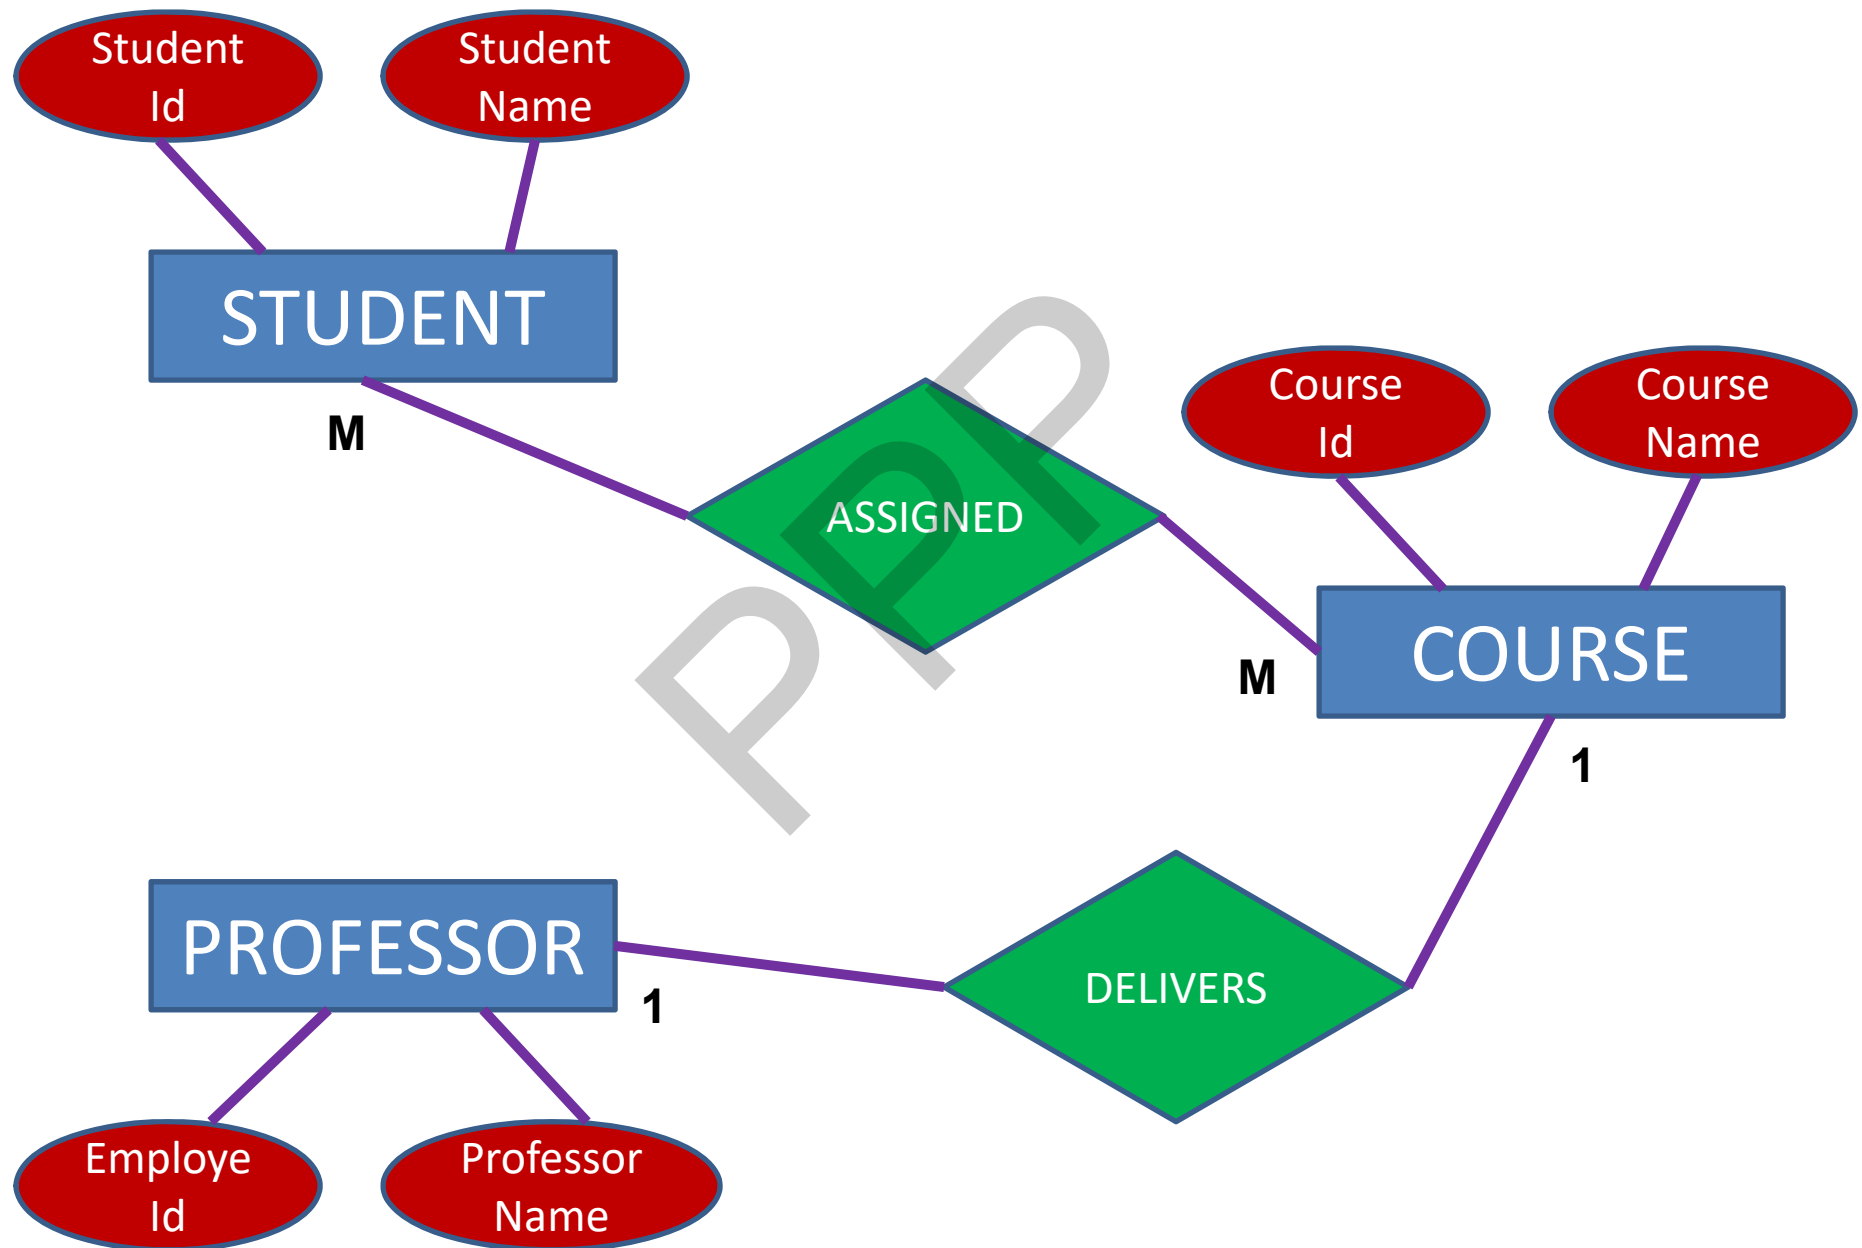 Student
Id
Student
Name
STUDENT
M
ASSIGNED
Course
Id
Course
Name
M
COURSE
1
PROFESSOR
1
DELIVERS
Employe
Id
Professor
Name
PPP